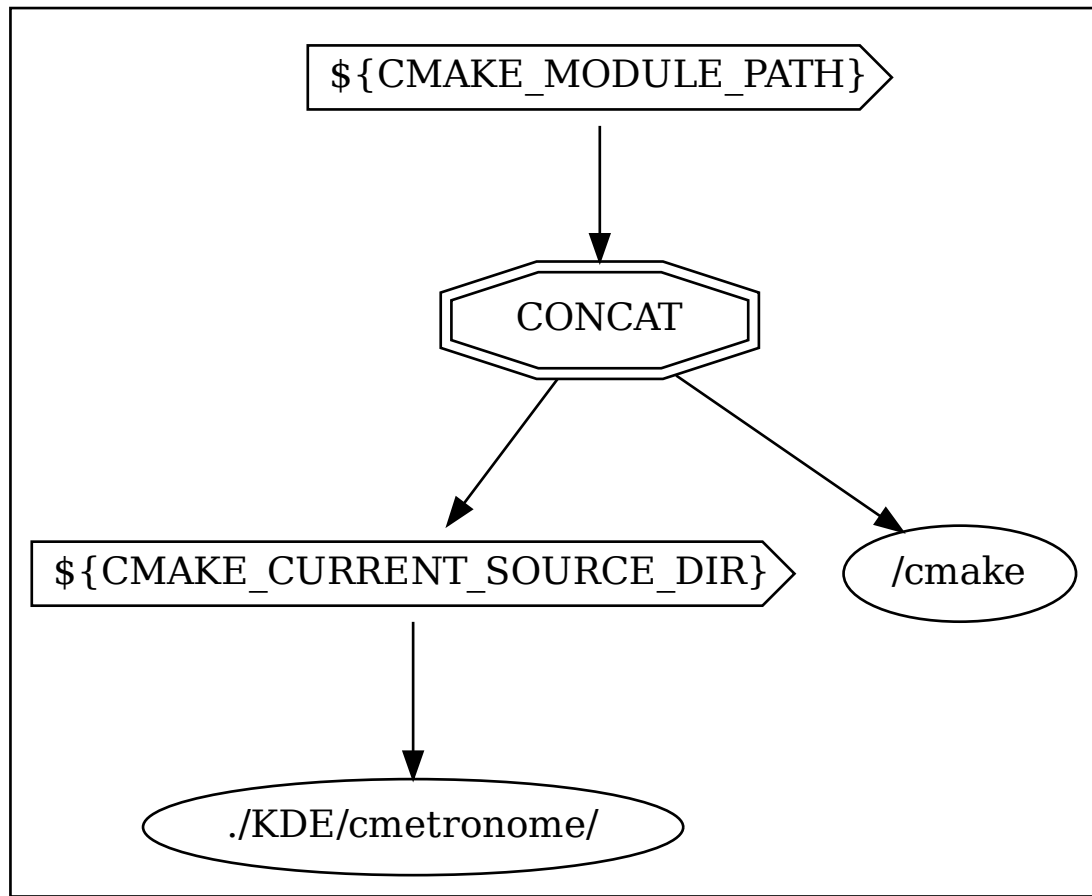 ${CMAKE_MODULE_PATH}
CONCAT
${CMAKE_CURRENT_SOURCE_DIR}
/cmake
./KDE/cmetronome/